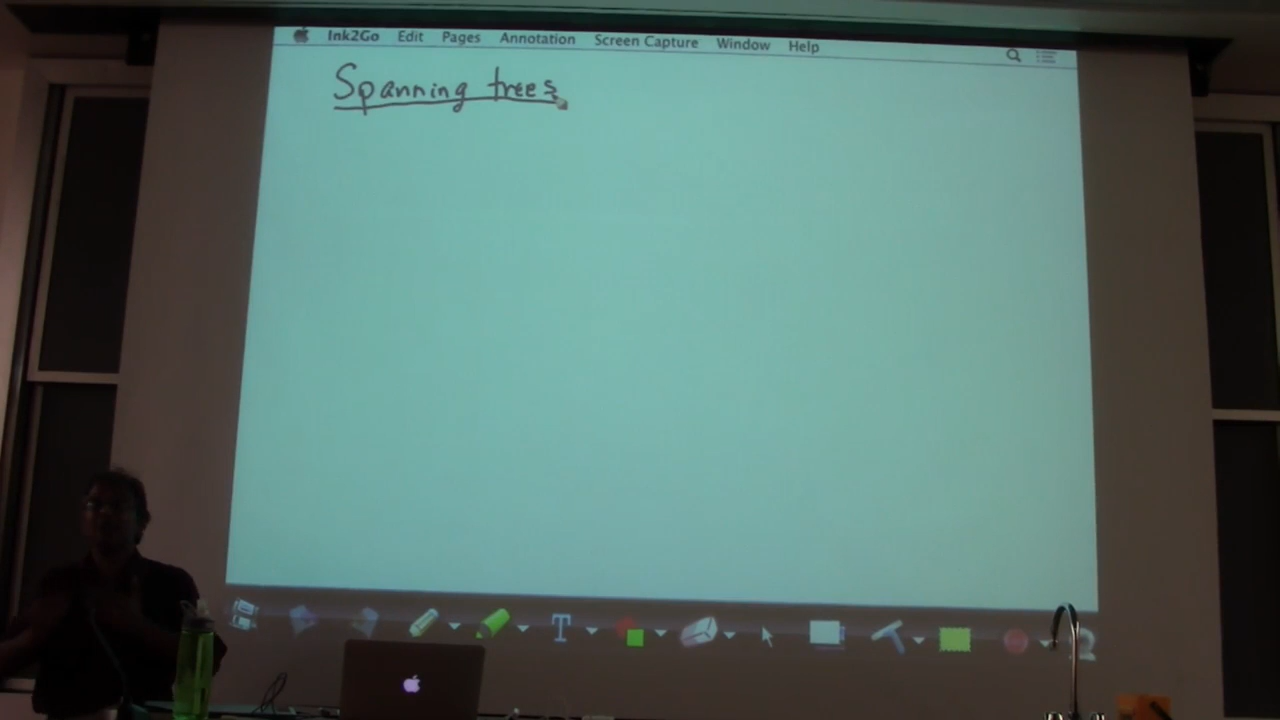 Ink2Go Edit Pages Annotation Screen Capture Window Help
Spanning trees
T